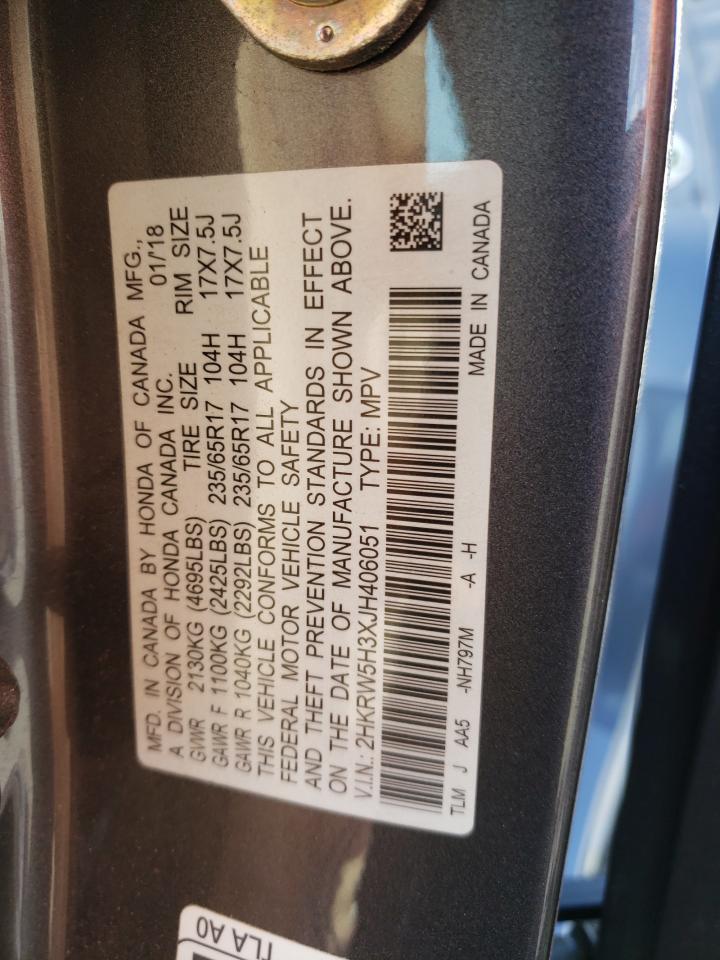 MFD. IN CANADA BY HONDA OF CANADA MFG.,
A DIVISION OF HONDA CANADA INC. 01/'18
GVWR 2130KG (4695LBS) TIRE SIZE RIM SIZE
GAWR F 1100KG (2425LBS) 235/65R17 104H 17X7.5J
GAWR R 1040KG (2292LBS) 235/65R17 104H 17X7.5J
THIS VEHICLE CONFORMS TO ALL APPLICABLE
FEDERAL MOTOR VEHICLE SAFETY
AND THEFT PREVENTION STANDARDS IN EFFECT
ON THE DATE OF MANUFACTURE SHOWN ABOVE.
V.I.N.: 2HKRW5H3XJH406051 TYPE: MPV
TLM J AA5 -NH797M -A -H MADE IN CANADA
TLA A0